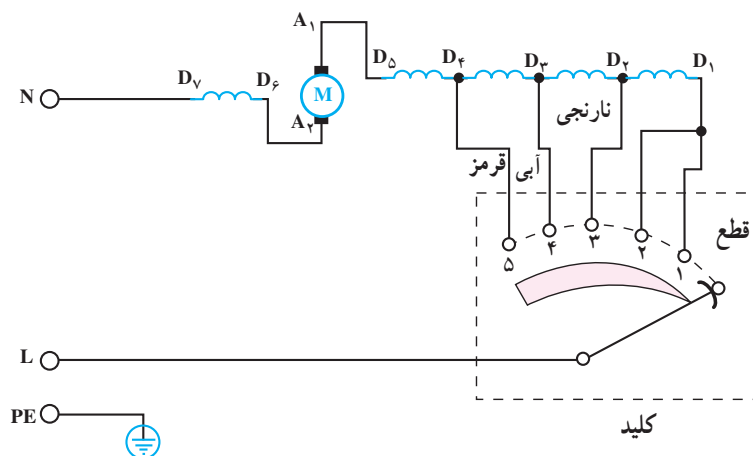 A۱
D۵ D۴ D۳ D۲ D۱
D۷ D۶
N
M
A۲
نارنجی
آبی
قرمز
قطع
۵ ۴ ۳ ۲ ۱
L
PE
کلید